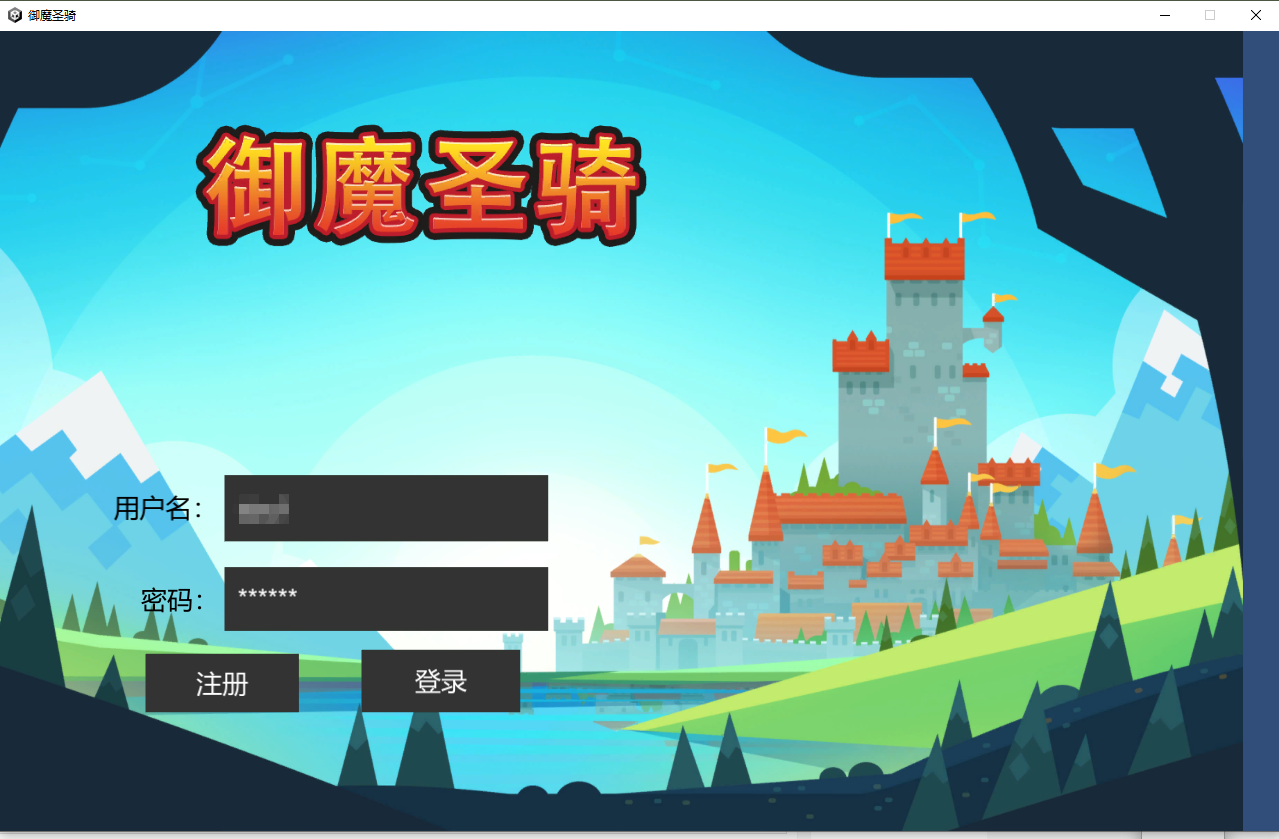 御魔圣骑
御魔圣骑
用户名：
密码： ******
注册 登录